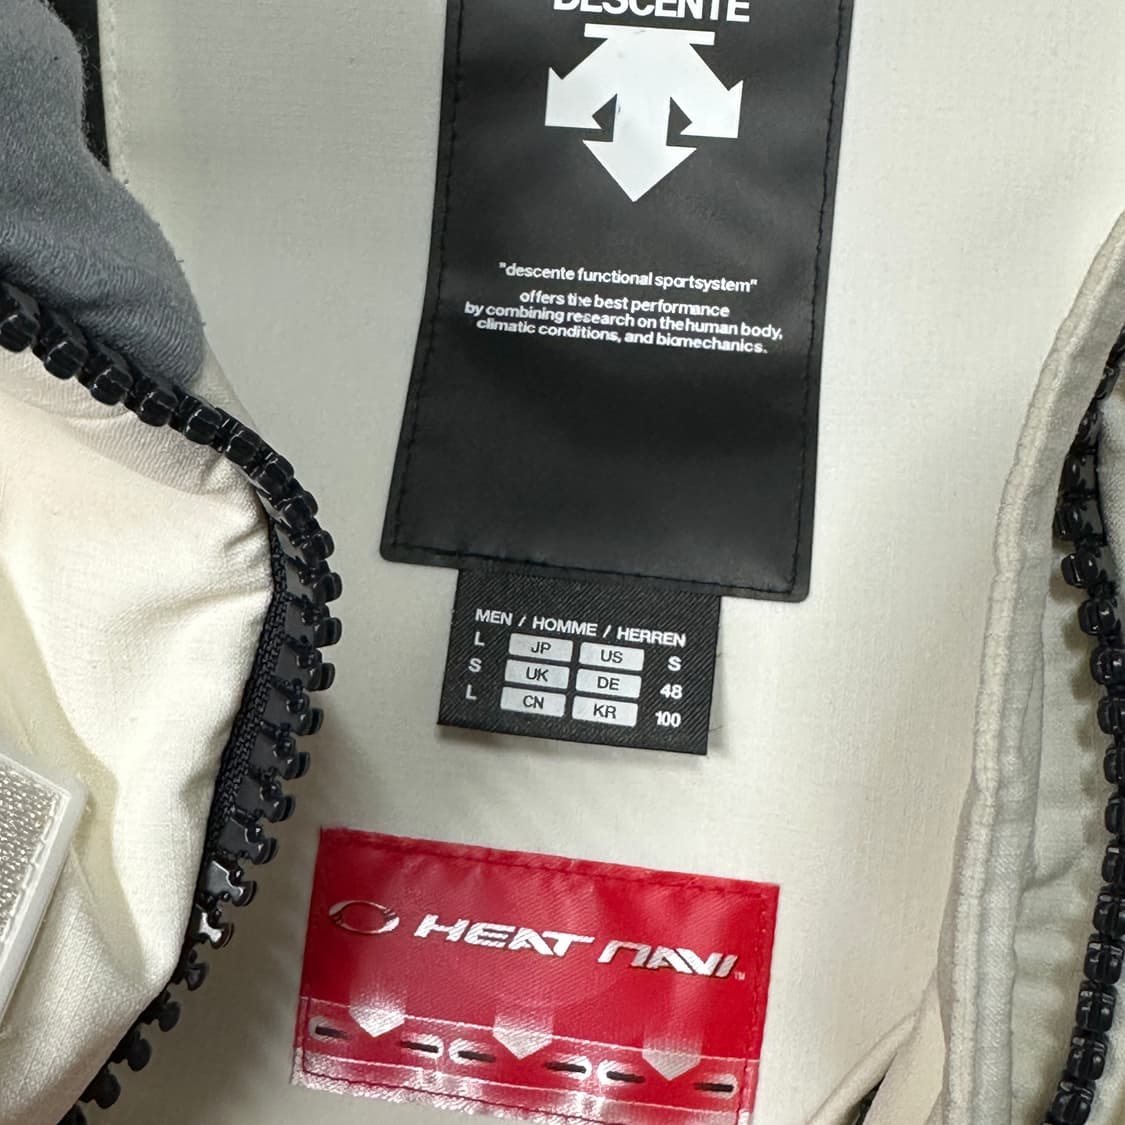 DESCENTE
"descente functional sportsystem"
offers the best performance
by combining research on the human body,
climatic conditions, and biomechanics.
MEN / HOMME / HERREN
L JP US S
S UK DE 48
L CN KR 100
HEAT NAVI™